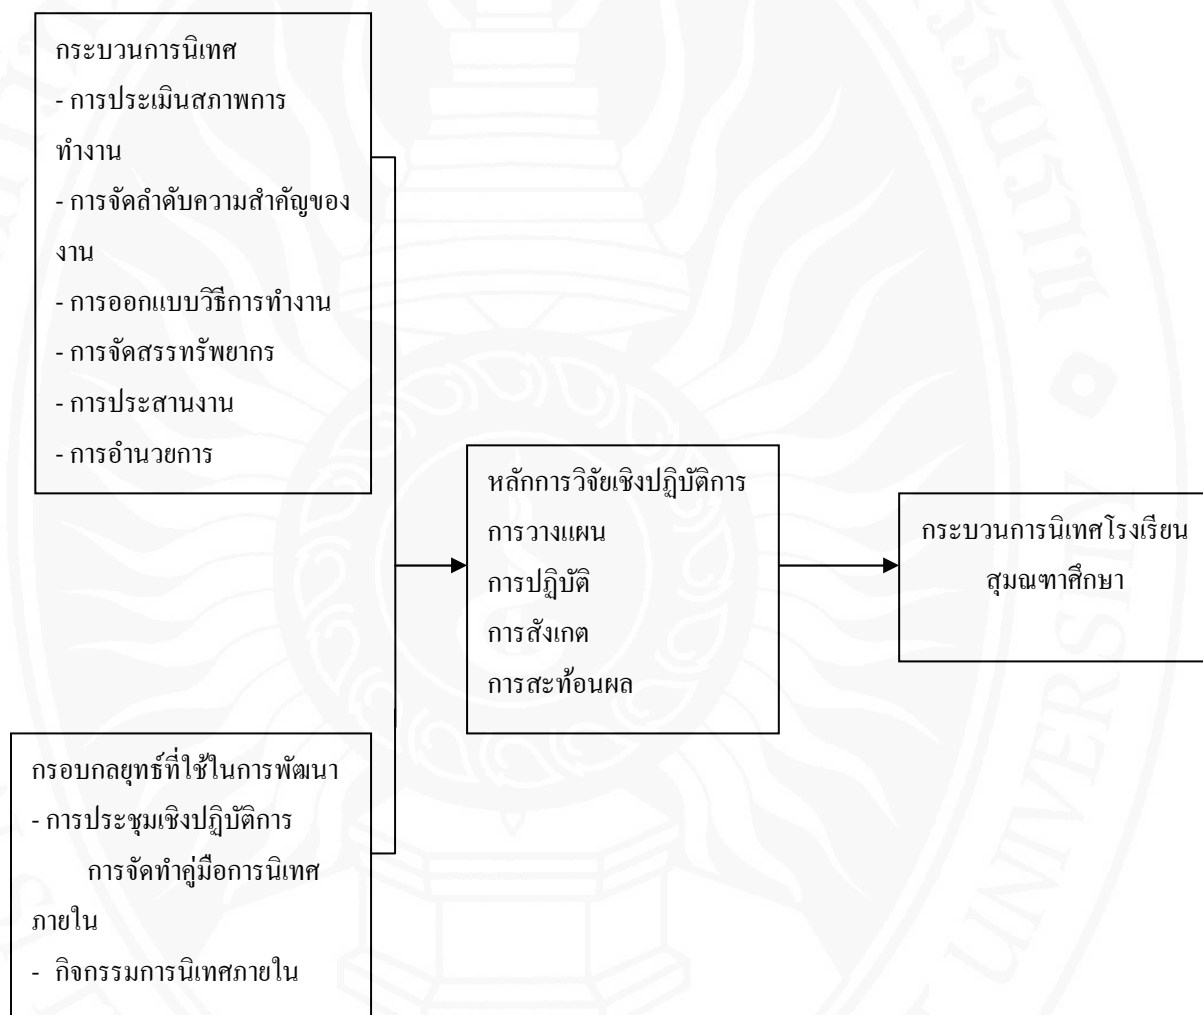 กระบวนการนิเทศ
- การประเมินสภาพการ
ทำงาน
- การจัดลำดับความสำคัญของ
งาน
- การออกแบบวิธีการทำงาน
- การจัดสรรทรัพยากร
- การประสานงาน
- การอำนวยการ
หลักการวิจัยเชิงปฏิบัติการ
การวางแผน
การปฏิบัติ
การสังเกต
การสะท้อนผล
กระบวนการนิเทศโรงเรียน
สุมณฑาศึกษา
กรอบกลยุทธ์ที่ใช้ในการพัฒนา
- การประชุมเชิงปฏิบัติการ
การจัดทำคู่มือการนิเทศ
ภายใน
- กิจกรรมการนิเทศภายใน
UNIVERSITY